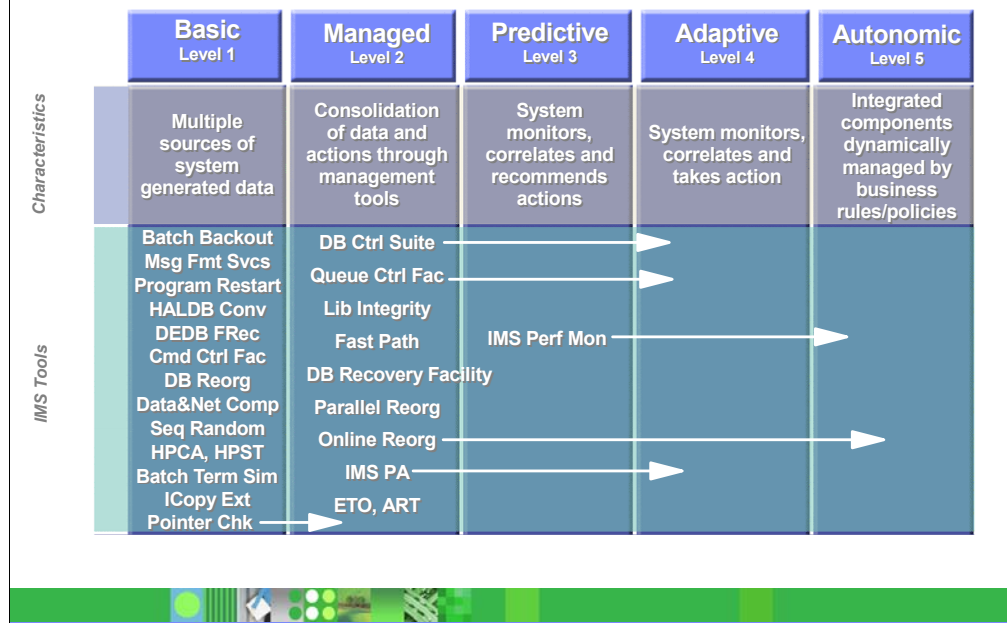 Basic
Level 1
Managed
Level 2
Predictive
Level 3
Adaptive
Level 4
Autonomic
Level 5
Characteristics
Multiple
sources of
system
generated data
Consolidation
of data and
actions through
management
tools
System
monitors,
correlates and
recommends
actions
System monitors,
correlates and
takes action
Integrated
components
dynamically
managed by
business
rules/policies
IMS Tools
Batch Backout
Msg Fmt Svcs
Program Restart
HALDB Conv
DEDB FRec
Cmd Ctrl Fac
DB Reorg
Data&Net Comp
Seq Random
HPCA, HPST
Batch Term Sim
ICopy Ext
Pointer Chk
DB Ctrl Suite
Queue Ctrl Fac
Lib Integrity
Fast Path
DB Recovery Facility
Parallel Reorg
Online Reorg
IMS PA
ETO, ART
IMS Perf Mon